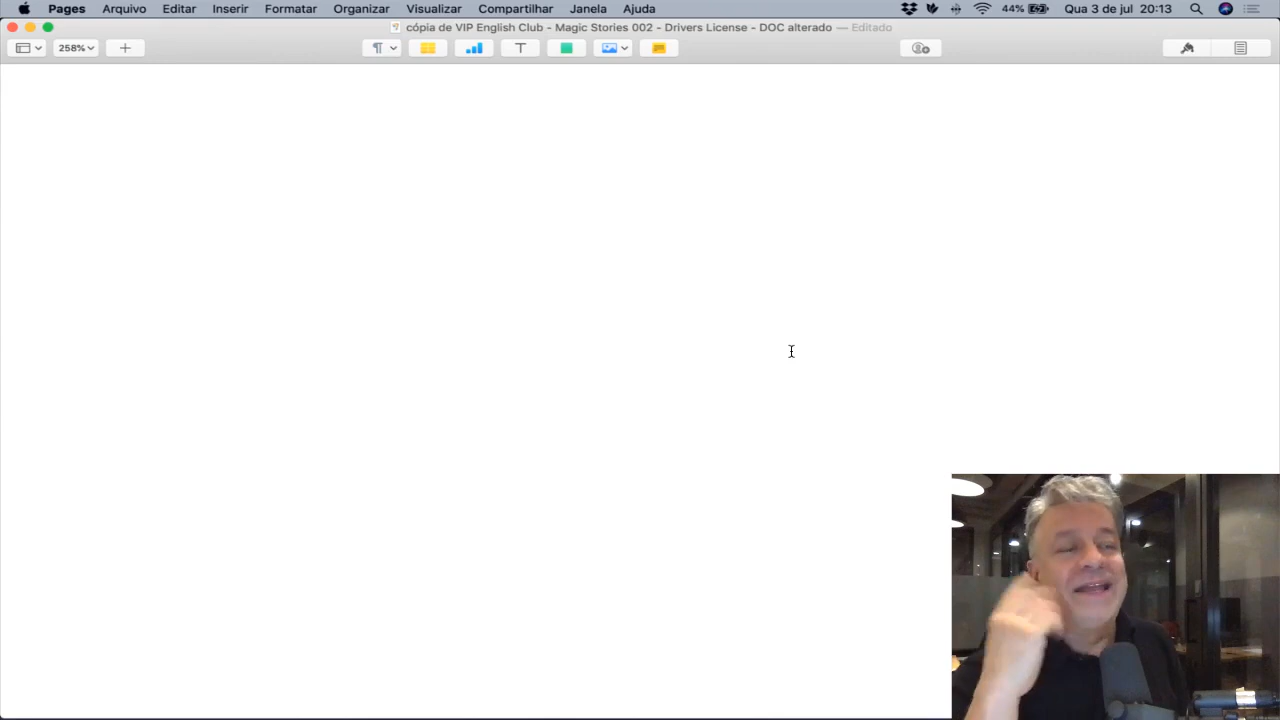 Pages Arquivo Editar Inserir Formatar Organizar Visualizar Compartilhar Janela Ajuda 44% Qua 3 de jul 20:13
cópia de VIP English Club - Magic Stories 002 - Drivers License - DOC alterado — Editado
258%